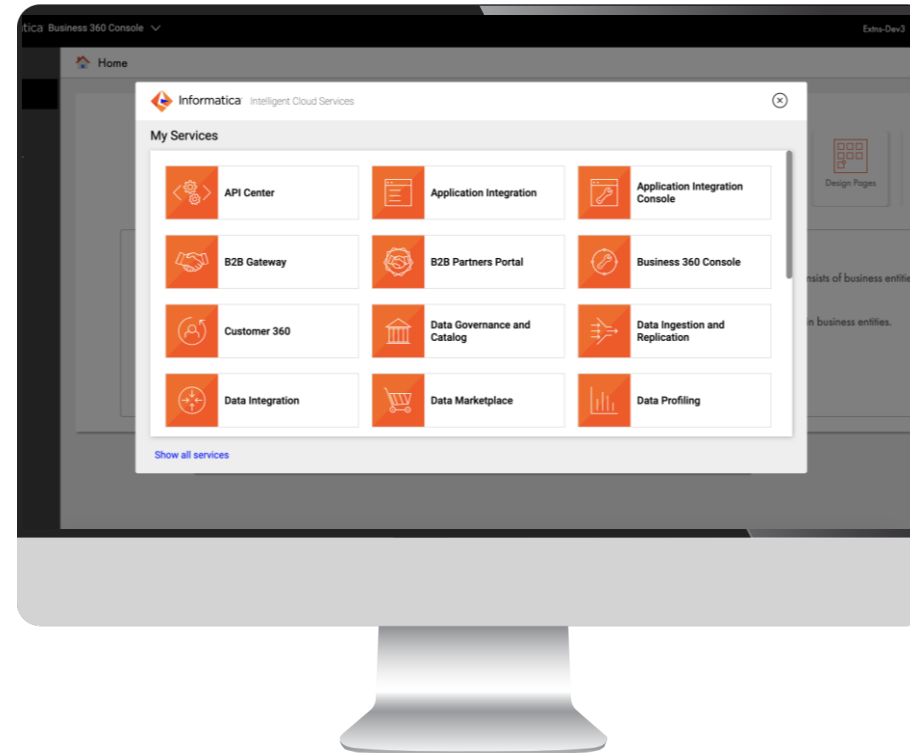 tica Business 360 Console
Extns-Dev3
Home
Informatica Intelligent Cloud Services
My Services
API Center
Application Integration
Application Integration
Console
Design Pages
B2B Gateway
B2B Partners Portal
Business 360 Console
nsists of business entitie
Customer 360
Data Governance and
Catalog
Data Ingestion and
Replication
n business entities.
Data Integration
Data Marketplace
Data Profiling
Show all services